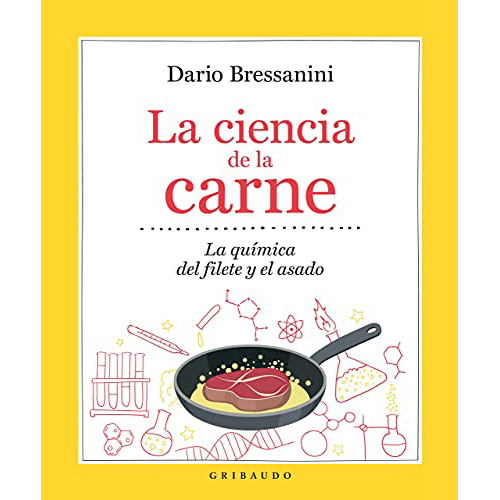 Dario Bressanini
La ciencia
de la
carne
La química
del filete y el asado
GRIBAUDO